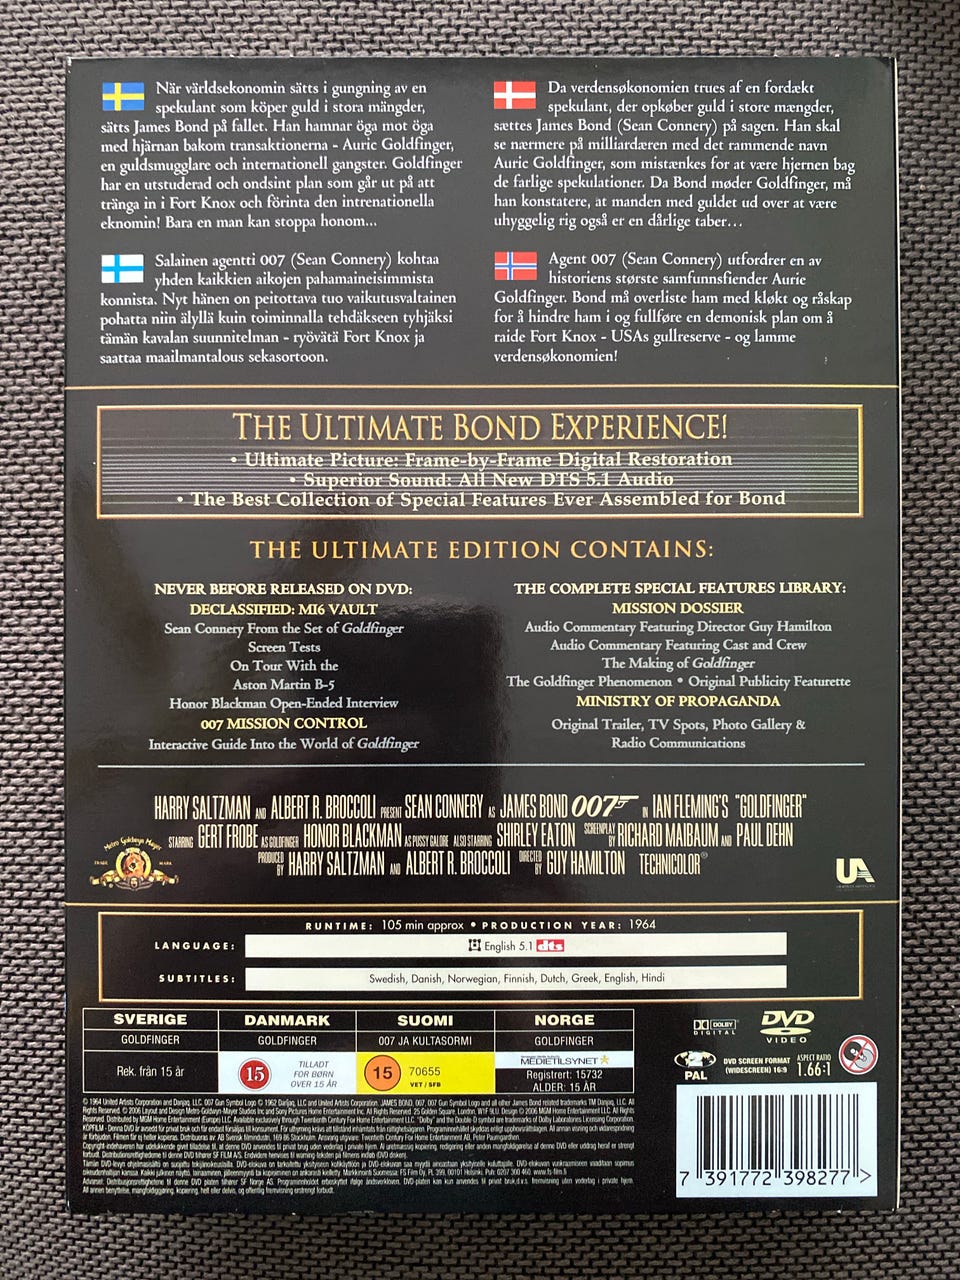 När världsekonomin sätts i gungning av en
spekulant som köper guld i stora mängder,
sätts James Bond på fallet. Han hamnar öga mot öga
med hjärnan bakom transaktionerna - Auric Goldfinger,
en guldsmugglare och internationell gangster. Goldfinger
har en utstuderad och ondsint plan som går ut på att
tränga in i Fort Knox och förinta den intrenationella
eknomin! Bara en man kan stoppa honom...
Da verdensøkonomien trues af en fordækt
spekulant, der opkøber guld i store mængder,
sættes James Bond (Sean Connery) på sagen. Han skal
se nærmere på milliardæren med det rammende navn
Auric Goldfinger, som mistænkes for at være hjernen bag
de farlige spekulationer. Da Bond møder Goldfinger, må
han konstatere, at manden med guldet ud over at være
uhyggelig rig også er en dårlige taber...
Salainen agentti 007 (Sean Connery) kohtaa
yhden kaikkien aikojen pahamaineisimmista
konnista. Nyt hänen on peitottava tuo vaikutusvaltainen
pohatta niin älyllä kuin toiminnalla tehdäkseen tyhjäksi
tämän kavalan suunnitelman - ryövätä Fort Knox ja
saattaa maailmantalous sekasortoon.
Agent 007 (Sean Connery) utfordrer en av
historiens største samfunnsfiender Aurie
Goldfinger. Bond må overliste ham med kløkt og råskap
for å hindre ham i og fullføre en demonisk plan om å
raide Fort Knox - USAs gullreserve - og lamme
verdensøkonomien!
THE ULTIMATE BOND EXPERIENCE!
• Ultimate Picture: Frame-by-Frame Digital Restoration
• Superior Sound: All New DTS 5.1 Audio
• The Best Collection of Special Features Ever Assembled for Bond
THE ULTIMATE EDITION CONTAINS:
NEVER BEFORE RELEASED ON DVD:
DECLASSIFIED: MI6 VAULT
Sean Connery From the Set of Goldfinger
Screen Tests
On Tour With the
Aston Martin B-5
Honor Blackman Open-Ended Interview
007 MISSION CONTROL
Interactive Guide Into the World of Goldfinger
THE COMPLETE SPECIAL FEATURES LIBRARY:
MISSION DOSSIER
Audio Commentary Featuring Director Guy Hamilton
Audio Commentary Featuring Cast and Crew
The Making of Goldfinger
The Goldfinger Phenomenon • Original Publicity Featurette
MINISTRY OF PROPAGANDA
Original Trailer, TV Spots, Photo Gallery &
Radio Communications
HARRY SALTZMAN AND ALBERT R. BROCCOLI PRESENT SEAN CONNERY AS JAMES BOND 007 IN IAN FLEMING'S "GOLDFINGER"
STARRING GERT FROBE AS GOLDFINGER HONOR BLACKMAN AS PUSSY GALORE ALSO STARRING SHIRLEY EATON SCREENPLAY BY RICHARD MAIBAUM AND PAUL DEHN
PRODUCED BY HARRY SALTZMAN AND ALBERT R. BROCCOLI DIRECTED BY GUY HAMILTON TECHNICOLOR®
Metro Goldwyn Mayer
TRADE MARK
UA
RUNTIME: 105 min approx • PRODUCTION YEAR: 1964
LANGUAGE: English 5.1 dts
SUBTITLES: Swedish, Danish, Norwegian, Finnish, Dutch, Greek, English, Hindi
SVERIGE DANMARK SUOMI NORGE
GOLDFINGER GOLDFINGER 007 JA KULTASORMI GOLDFINGER
Rek. från 15 år
15 TILLADT
FOR BØRN
OVER 15 ÅR
15 70655
VET / SFB
MEDIETILSYNET
Registrert: 15732
ALDER: 15 ÅR
DOLBY
DIGITAL
DVD
VIDEO
PAL
DVD SCREEN FORMAT
(WIDESCREEN) 16:9
ASPECT RATIO
1.66:1
7 391772 398277 >